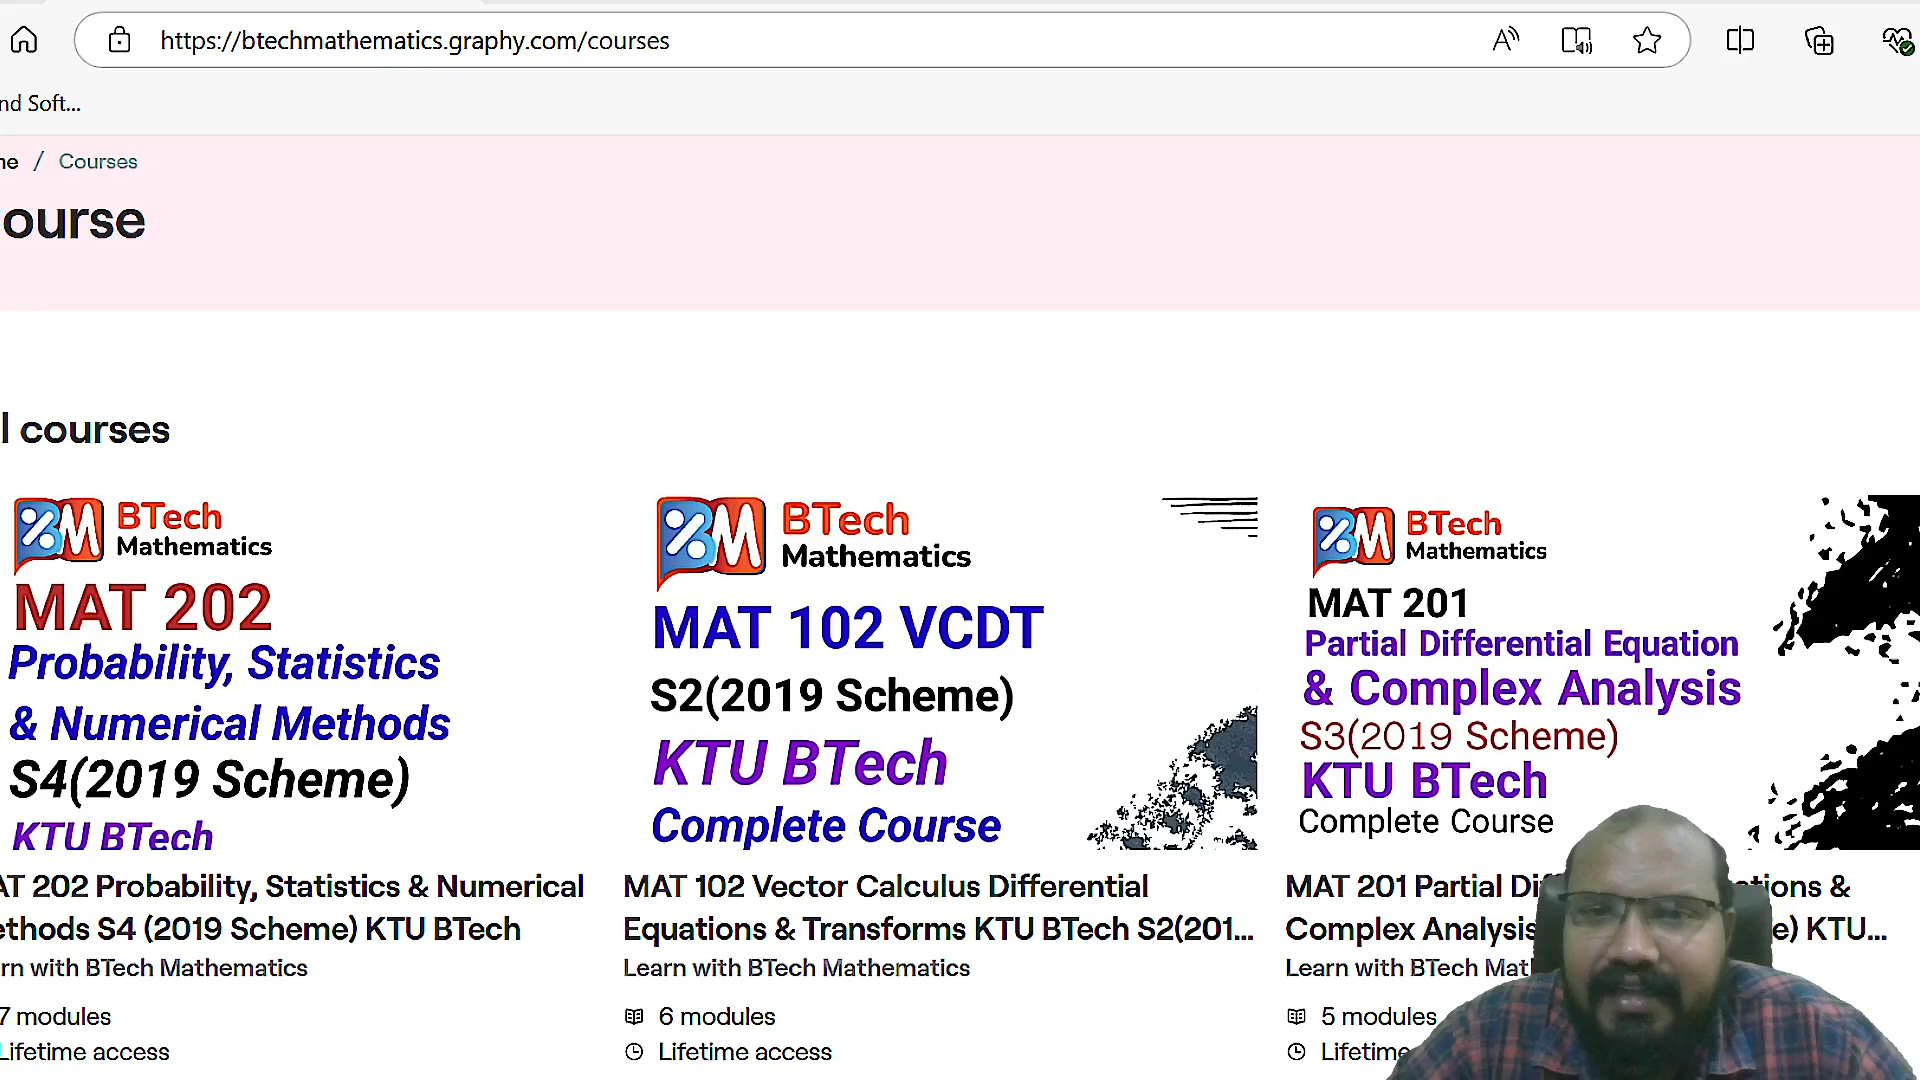 https://btechmathematics.graphy.com/courses
nd Soft...
me / Courses
ourse
l courses
BTech
Mathematics
MAT 202
Probability, Statistics
& Numerical Methods
S4(2019 Scheme)
KTU BTech
AT 202 Probability, Statistics & Numerical
ethods S4 (2019 Scheme) KTU BTech
rn with BTech Mathematics
7 modules
Lifetime access
BTech
Mathematics
MAT 102 VCDT
S2(2019 Scheme)
KTU BTech
Complete Course
MAT 102 Vector Calculus Differential
Equations & Transforms KTU BTech S2(201...
Learn with BTech Mathematics
6 modules
Lifetime access
BTech
Mathematics
MAT 201
Partial Differential Equation
& Complex Analysis
S3(2019 Scheme)
KTU BTech
Complete Course
MAT 201 Partial Di ations &
Complex Analysis e) KTU...
Learn with BTech Mat
5 modules
Lifetime